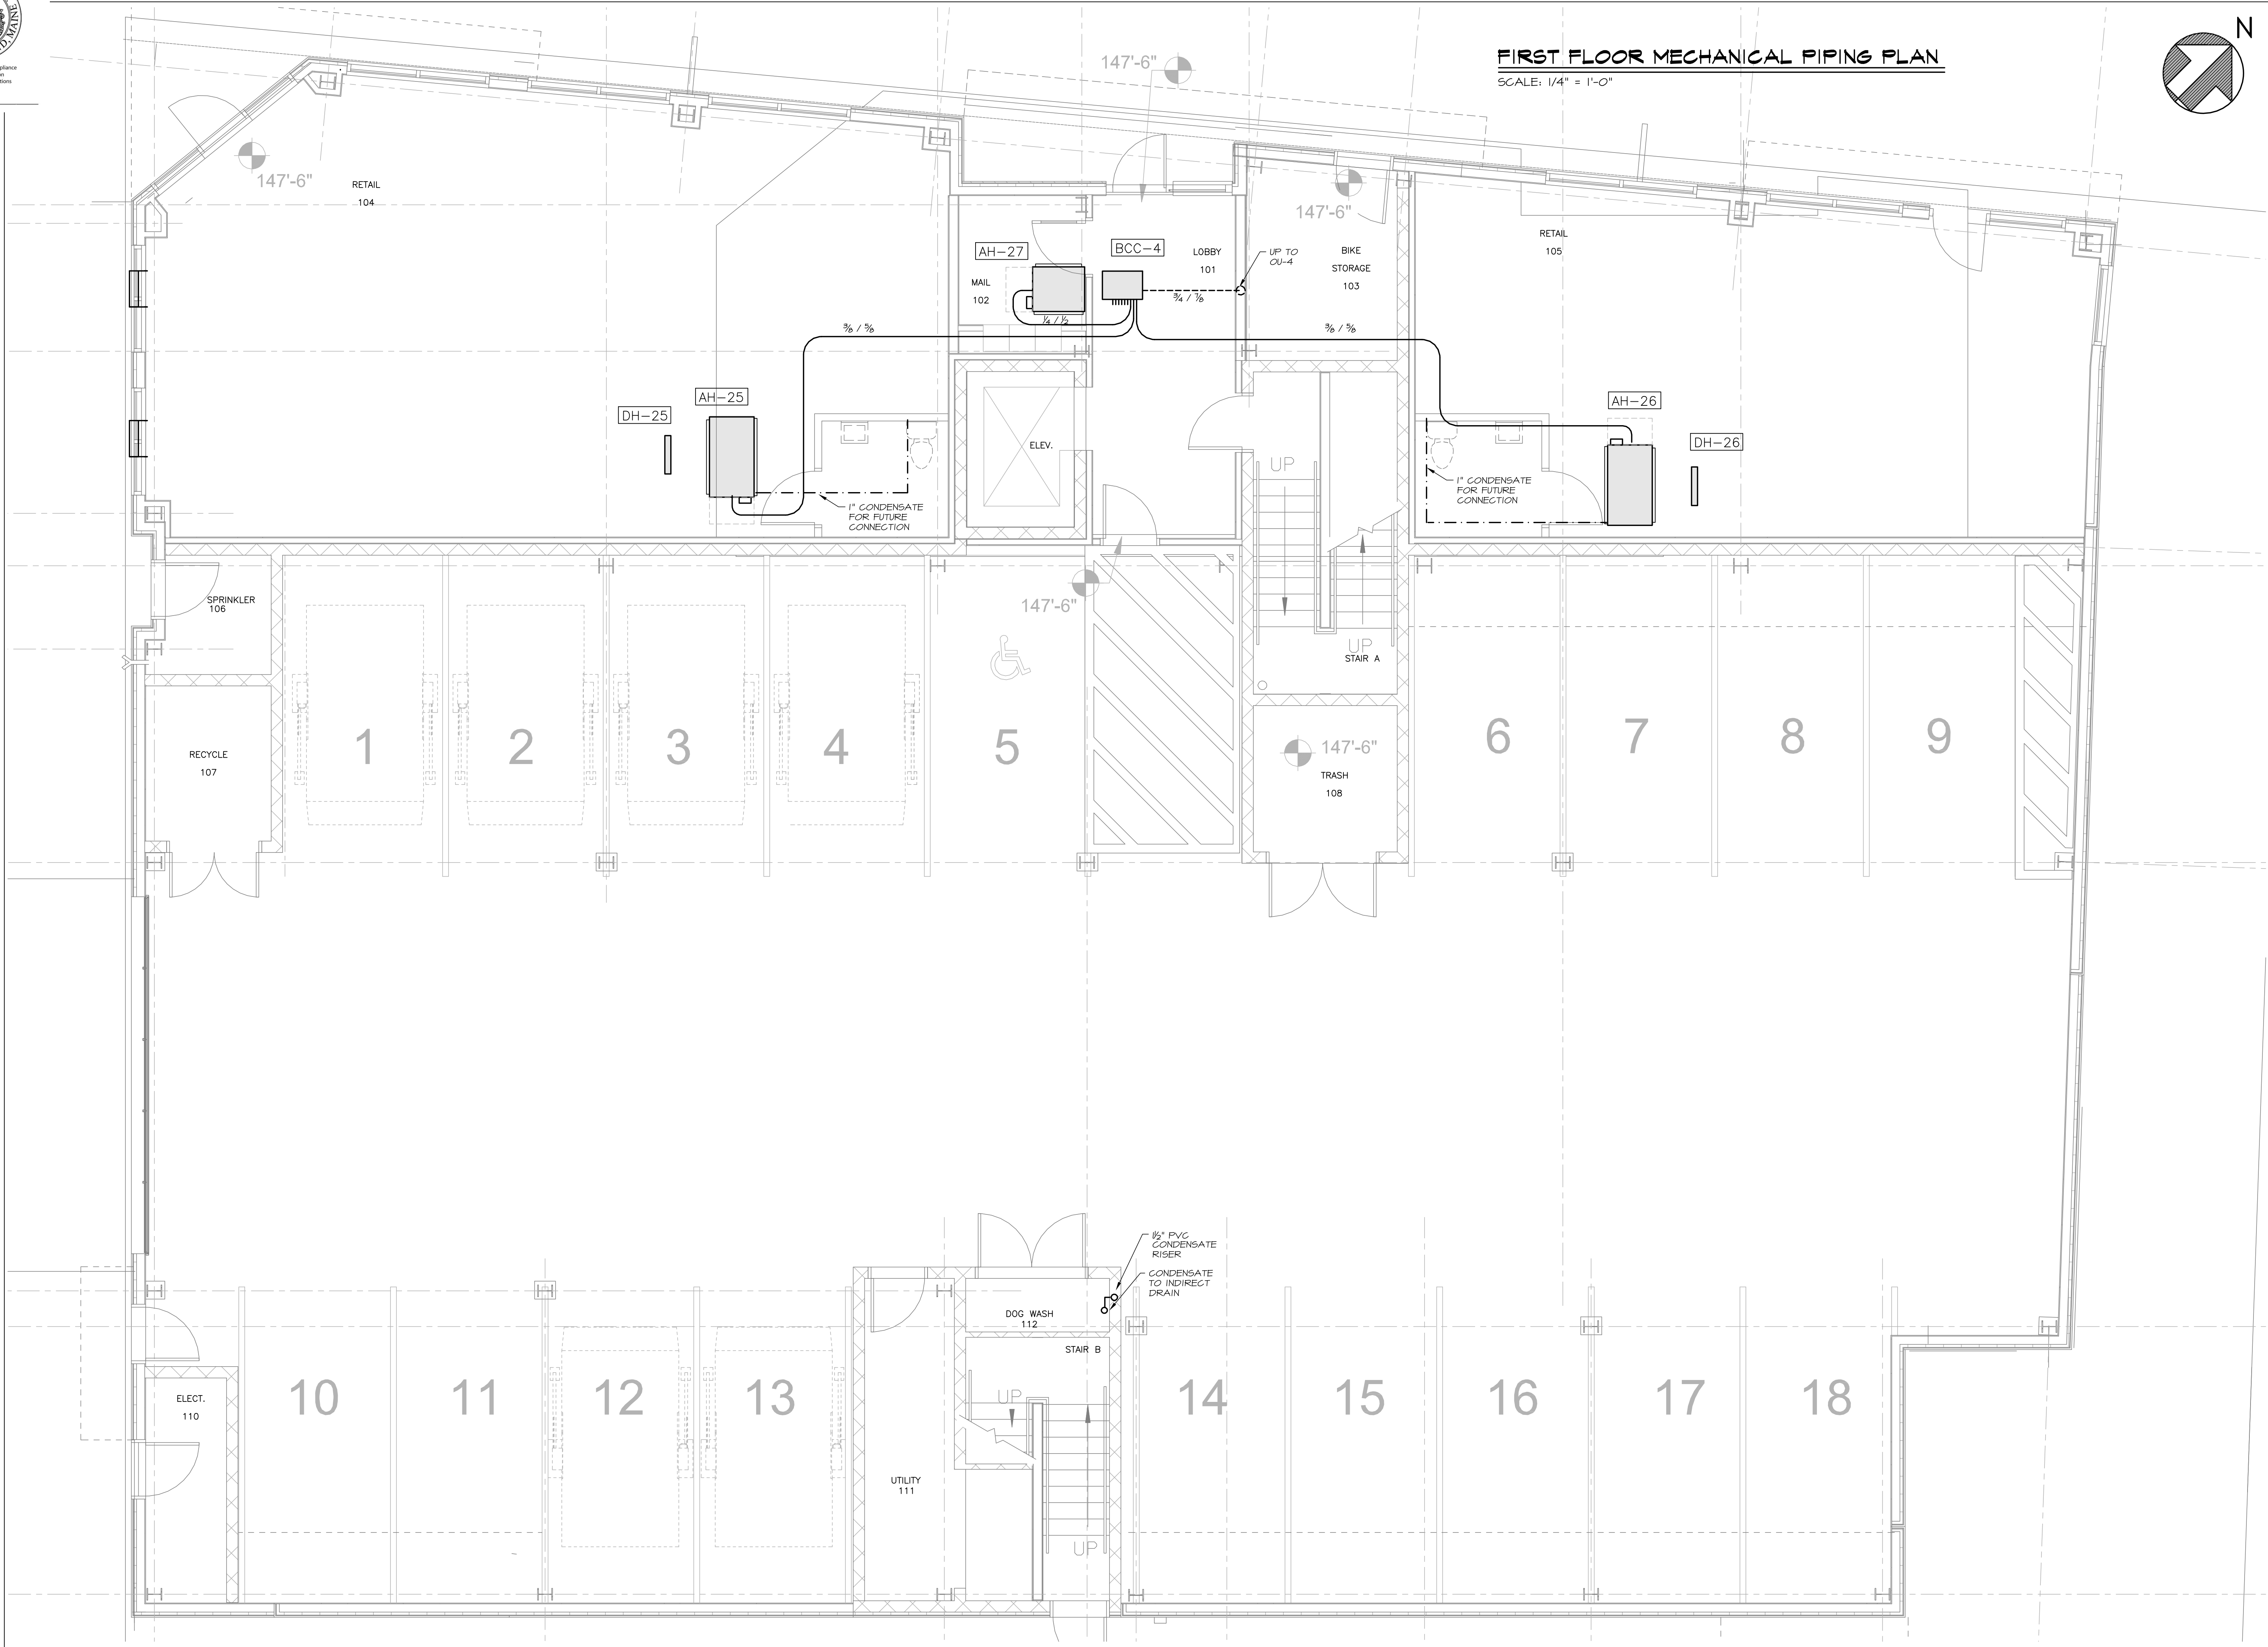 D, MAINE
pliance
on
tions
FIRST FLOOR MECHANICAL PIPING PLAN
SCALE: 1/4" = 1'-0"
N
147'-6"
147'-6"
RETAIL
104
147'-6"
RETAIL
105
AH-27
BCC-4
LOBBY
101
UP TO
OU-4
BIKE
STORAGE
103
MAIL
102
3/4 / 7/8
1/4 / 1/2
3/8 / 5/8
3/8 / 5/8
AH-25
DH-25
AH-26
DH-26
ELEV.
UP
1" CONDENSATE
FOR FUTURE
CONNECTION
1" CONDENSATE
FOR FUTURE
CONNECTION
SPRINKLER
106
147'-6"
UP
STAIR A
RECYCLE
107
1
2
3
4
5
147'-6"
TRASH
108
6
7
8
9
1½" PVC
CONDENSATE
RISER
CONDENSATE
TO INDIRECT
DRAIN
DOG WASH
112
STAIR B
ELECT.
110
10
11
12
13
UP
14
15
16
17
18
UTILITY
111
UP